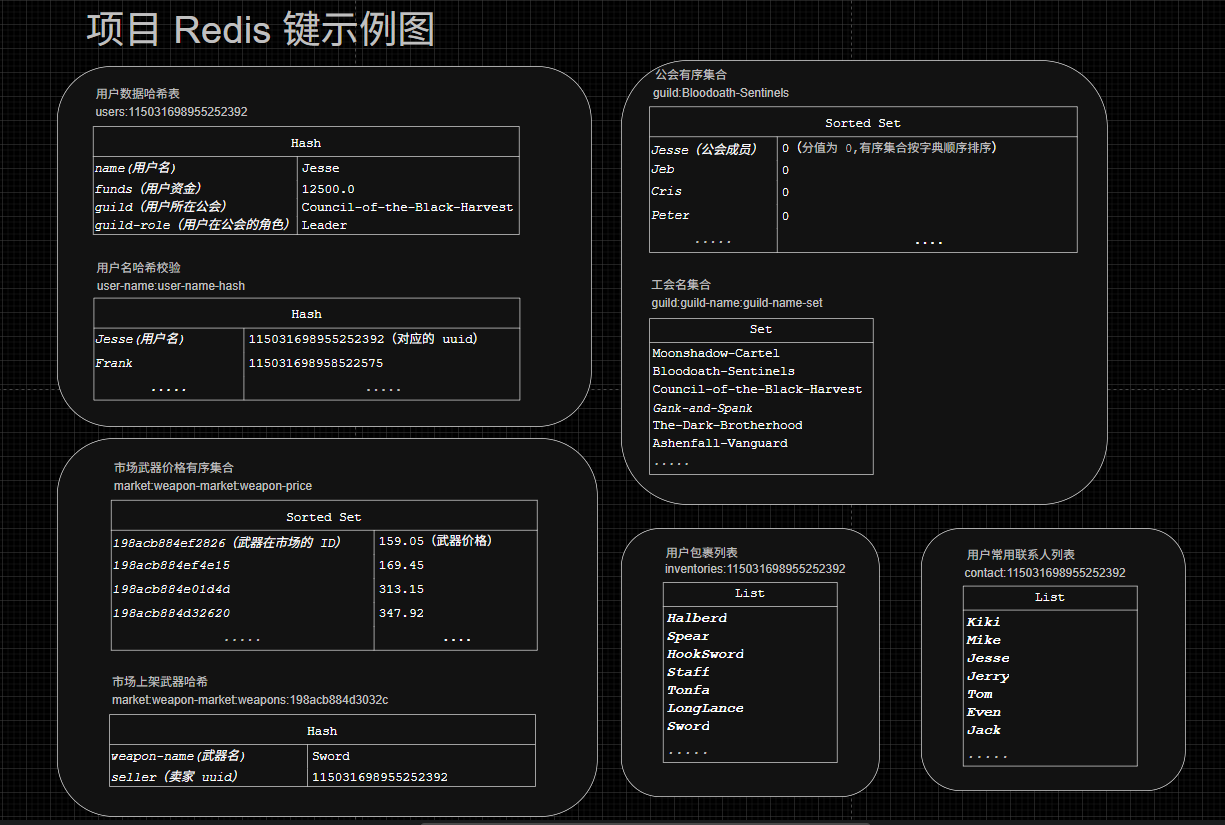 项目 Redis 键示例图
用户数据哈希表
users:115031698955252392
Hash
name(用户名) Jesse
funds（用户资金） 12500.0
guild（用户所在公会） Council-of-the-Black-Harvest
guild-role（用户在公会的角色） Leader
用户名哈希校验
user-name:user-name-hash
Hash
Jesse(用户名) 115031698955252392（对应的 uuid）
Frank 115031698958522575
..... .....
市场武器价格有序集合
market:weapon-market:weapon-price
Sorted Set
198acb884ef2826（武器在市场的 ID） 159.05（武器价格）
198acb884ef4e15 169.45
198acb884e01d4d 313.15
198acb884d32620 347.92
..... ....
市场上架武器哈希
market:weapon-market:weapons:198acb884d3032c
Hash
weapon-name(武器名) Sword
seller（卖家 uuid） 115031698955252392
公会有序集合
guild:Bloodoath-Sentinels
Sorted Set
Jesse（公会成员） 0（分值为 0,有序集合按字典顺序排序）
Jeb 0
Cris 0
Peter 0
..... ....
工会名集合
guild:guild-name:guild-name-set
Set
Moonshadow-Cartel
Bloodoath-Sentinels
Council-of-the-Black-Harvest
Gank-and-Spank
The-Dark-Brotherhood
Ashenfall-Vanguard
.....
用户包裹列表
inventories:115031698955252392
List
Halberd
Spear
HookSword
Staff
Tonfa
LongLance
Sword
.....
用户常用联系人列表
contact:115031698955252392
List
Kiki
Mike
Jesse
Jerry
Tom
Even
Jack
.....